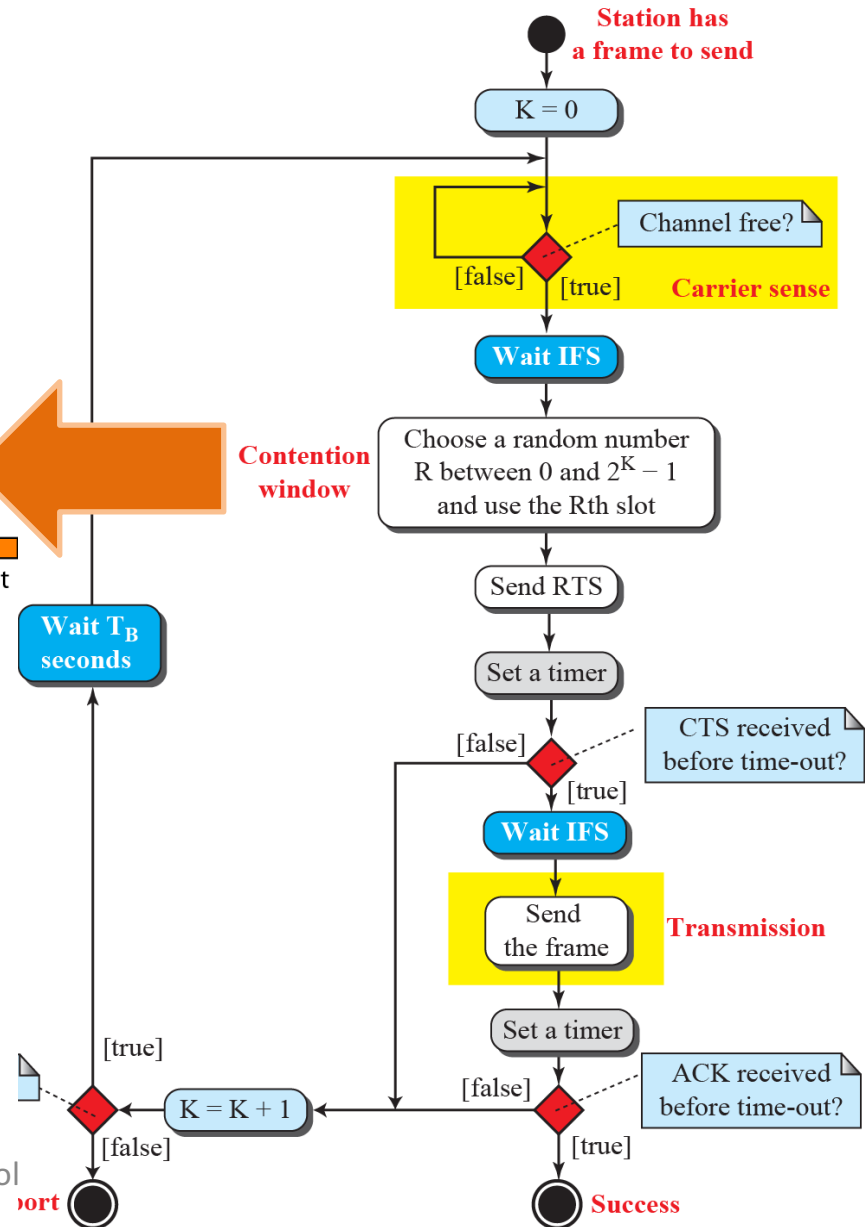 Station has
a frame to send
K = 0
Channel free?
[false]
[true]
Carrier sense
Wait IFS
Contention
window
Choose a random number
R between 0 and 2^K − 1
and use the Rth slot
Send RTS
Wait T_B
seconds
Set a timer
CTS received
before time-out?
[false]
[true]
Wait IFS
Send
the frame
Transmission
Set a timer
ACK received
before time-out?
[true]
[false]
K = K + 1
[false]
[true]
Success